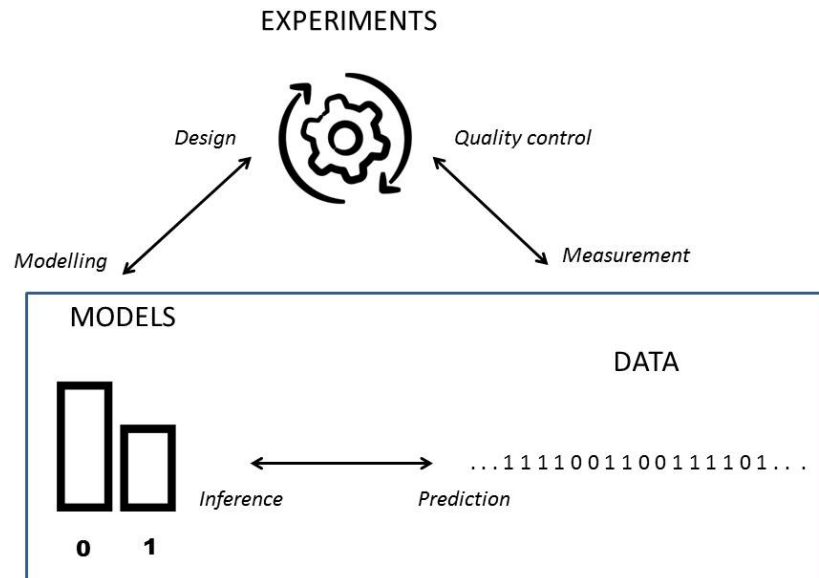 EXPERIMENTS
Design
Quality control
Modelling
Measurement
MODELS
DATA
...1111001100111101...
Inference
Prediction
0 1